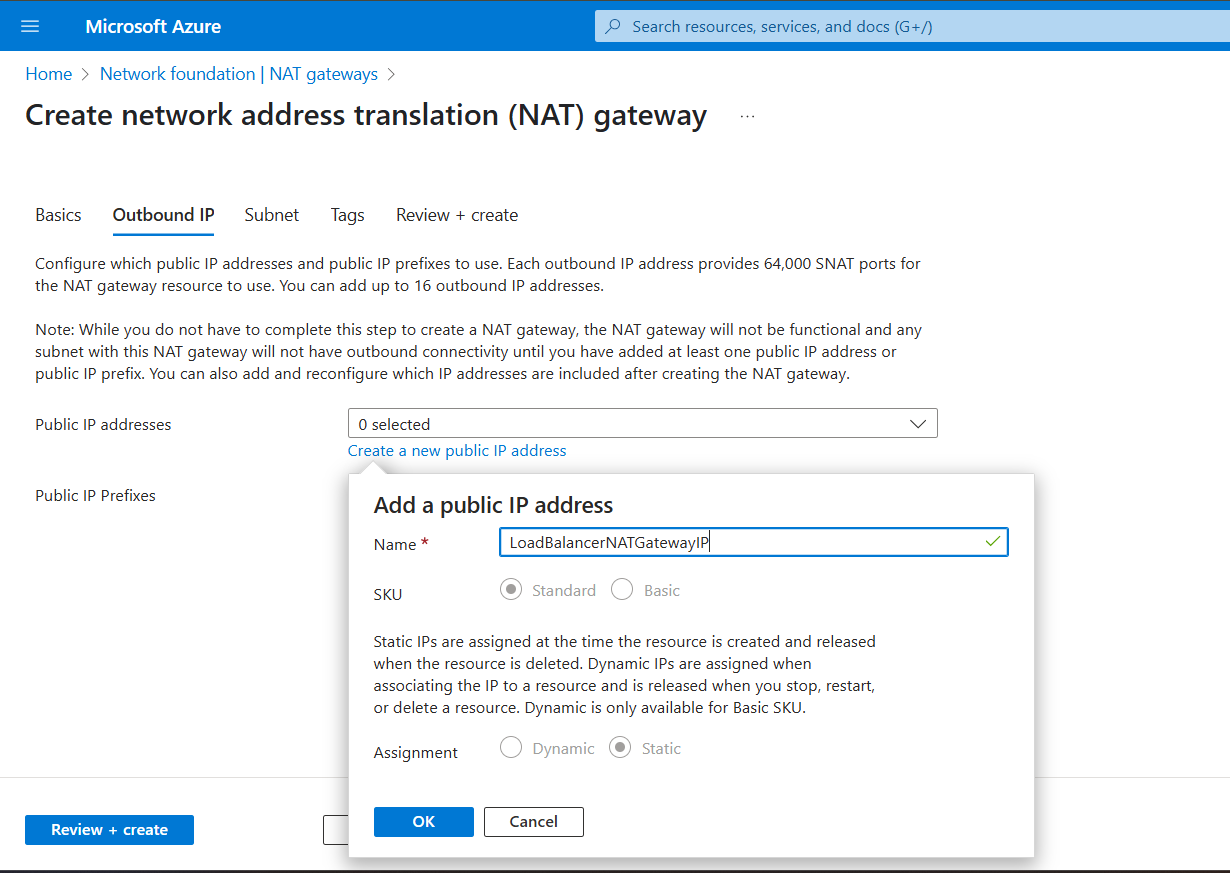 Microsoft Azure
Search resources, services, and docs (G+/)
Home > Network foundation | NAT gateways >
Create network address translation (NAT) gateway ...
Basics Outbound IP Subnet Tags Review + create
Configure which public IP addresses and public IP prefixes to use. Each outbound IP address provides 64,000 SNAT ports for
the NAT gateway resource to use. You can add up to 16 outbound IP addresses.
Note: While you do not have to complete this step to create a NAT gateway, the NAT gateway will not be functional and any
subnet with this NAT gateway will not have outbound connectivity until you have added at least one public IP address or
public IP prefix. You can also add and reconfigure which IP addresses are included after creating the NAT gateway.
Public IP addresses
0 selected
Create a new public IP address
Public IP Prefixes
Add a public IP address
Name *
LoadBalancerNATGatewayIP
SKU
Standard Basic
Static IPs are assigned at the time the resource is created and released
when the resource is deleted. Dynamic IPs are assigned when
associating the IP to a resource and is released when you stop, restart,
or delete a resource. Dynamic is only available for Basic SKU.
Assignment
Dynamic Static
OK Cancel
Review + create